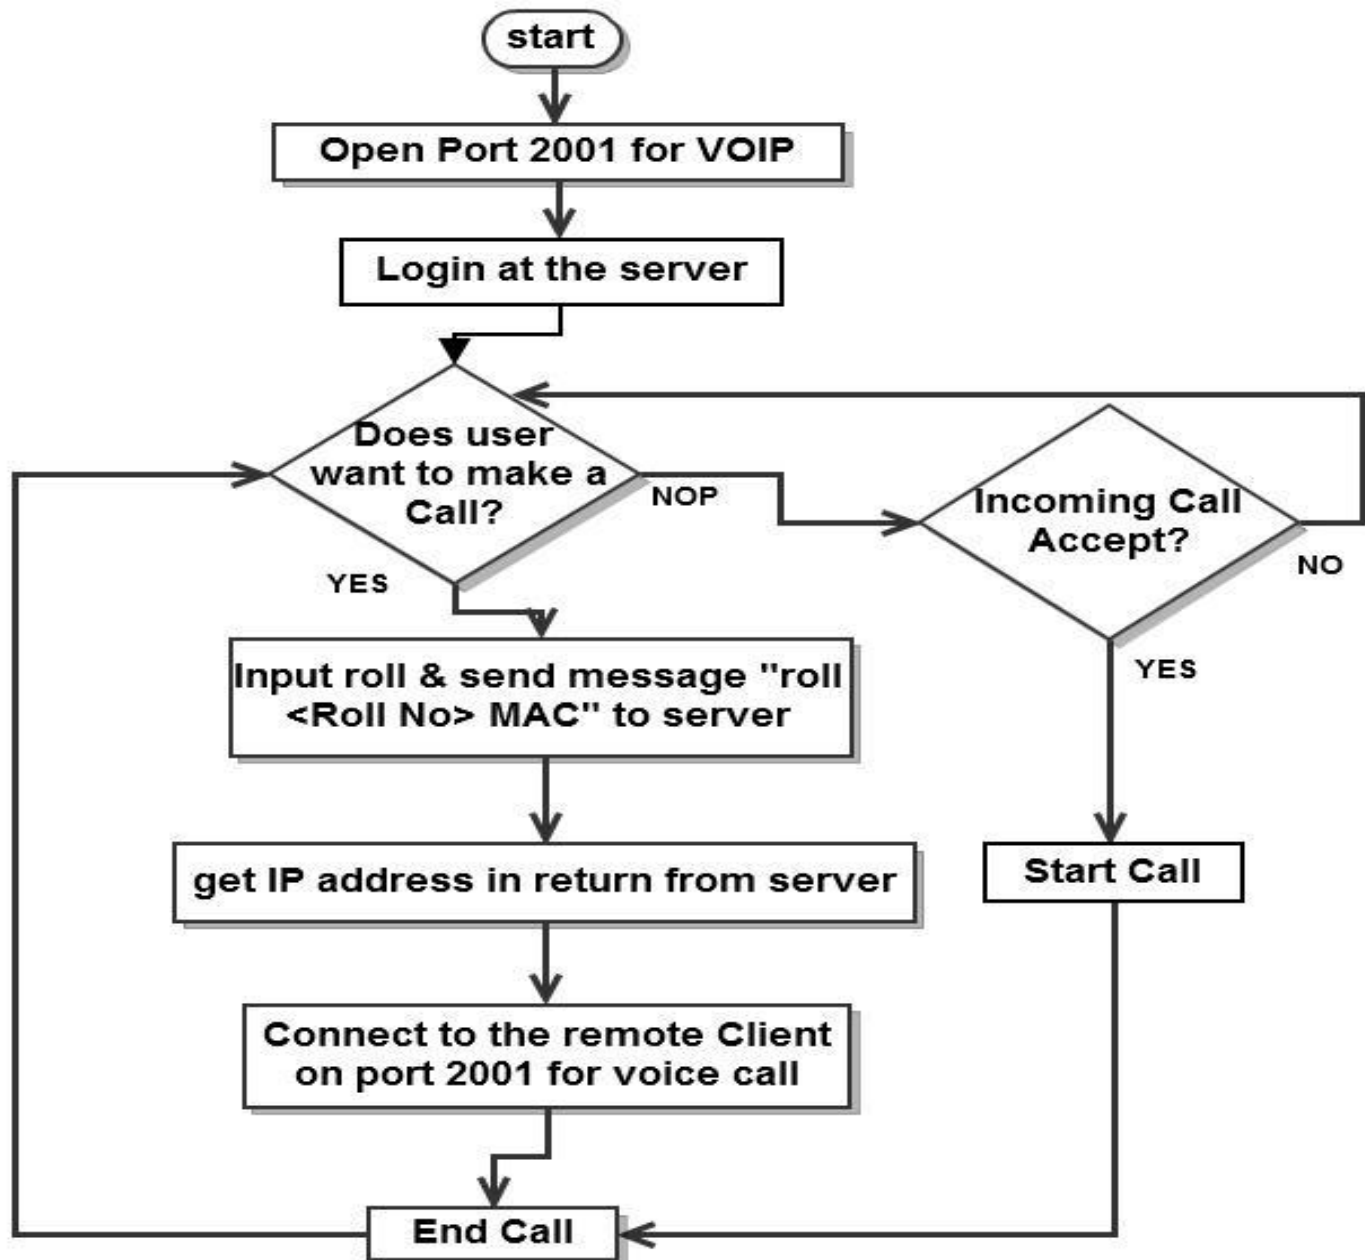 start
Open Port 2001 for VOIP
Login at the server
Does user
want to make a
Call?
NOP
YES
Incoming Call
Accept?
NO
YES
Input roll & send message "roll
<Roll No> MAC" to server
get IP address in return from server
Start Call
Connect to the remote Client
on port 2001 for voice call
End Call